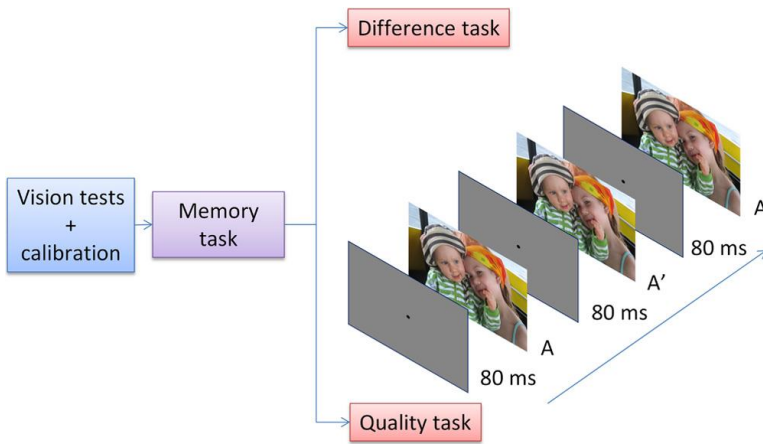 Difference task
Vision tests
+
calibration
Memory
task
A
80 ms
A’
80 ms
A
80 ms
Quality task